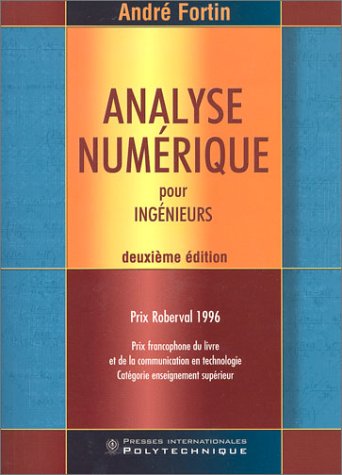 André Fortin
ANALYSE
NUMÉRIQUE
pour
INGÉNIEURS
deuxième édition
Prix Roberval 1996
Prix francophone du livre
et de la communication en technologie
Catégorie enseignement supérieur
PRESSES INTERNATIONALES
POLYTECHNIQUE